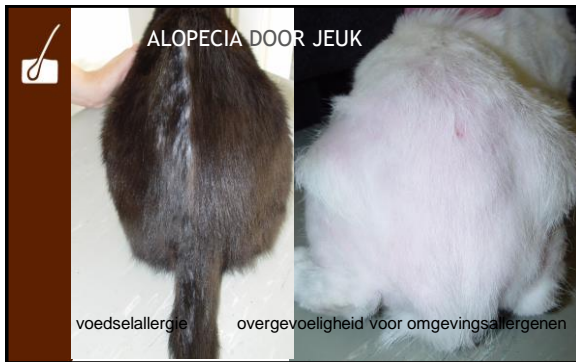 ALOPECIA DOOR JEUK
voedselallergie overgevoeligheid voor omgevingsallergenen